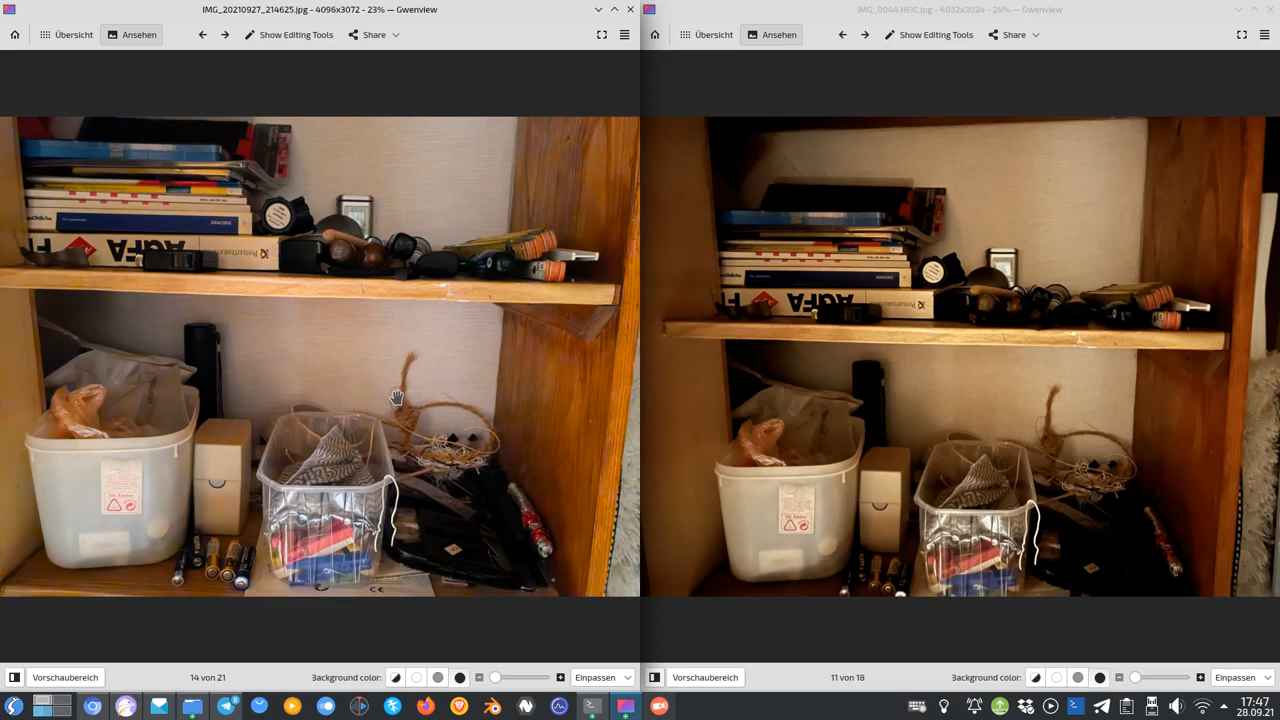 IMG_20210927_214625.jpg - 4096x3072 - 23% — Gwenview
Übersicht
Ansehen
Show Editing Tools
Share
AGFA
14 von 21
Vorschaubereich
Background color:
Einpassen
IMG_0044.HEIC.jpg - 4032x3024 - 24% — Gwenview
Übersicht
Ansehen
Show Editing Tools
Share
AGFA
CE
Vorschaubereich
11 von 18
Background color:
Einpassen
17:47
28.09.21